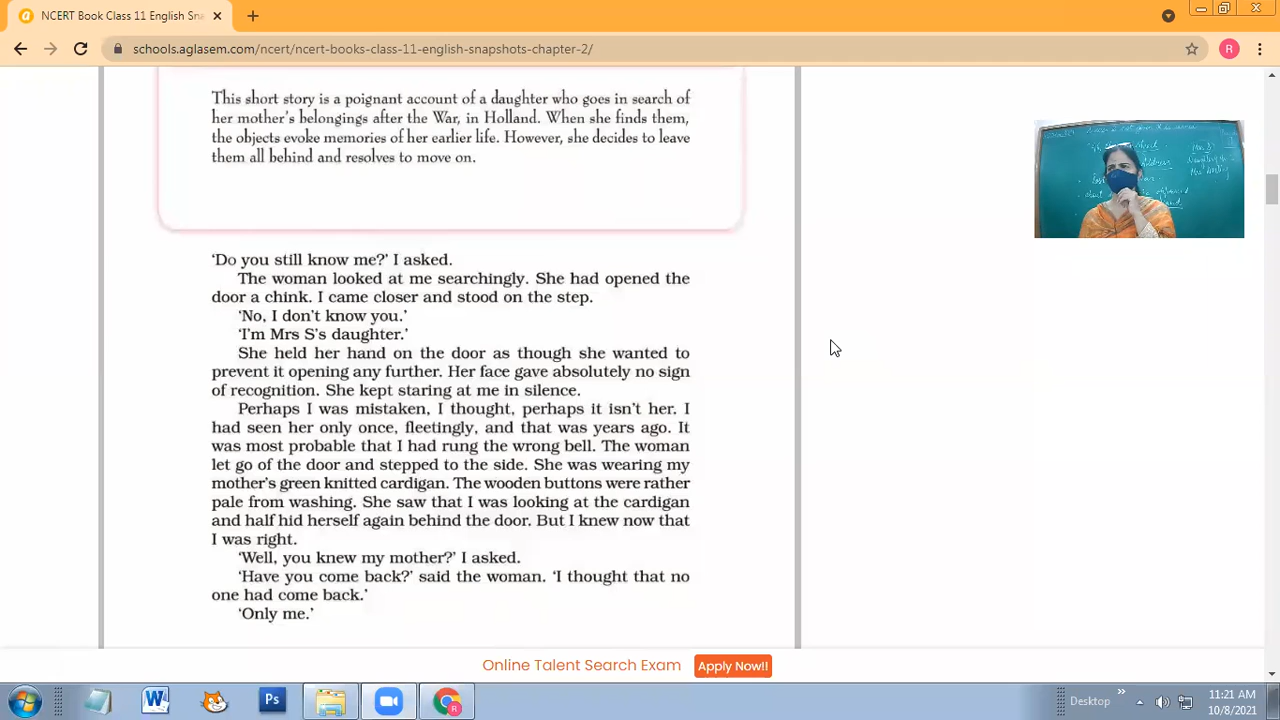 NCERT Book Class 11 English Sna
schools.aglasem.com/ncert/ncert-books-class-11-english-snapshots-chapter-2/
R
This short story is a poignant account of a daughter who goes in search of
her mother's belongings after the War, in Holland. When she finds them,
the objects evoke memories of her earlier life. However, she decides to leave
them all behind and resolves to move on.
‘Do you still know me?’ I asked.
The woman looked at me searchingly. She had opened the
door a chink. I came closer and stood on the step.
‘No, I don’t know you.’
‘I’m Mrs S’s daughter.’
She held her hand on the door as though she wanted to
prevent it opening any further. Her face gave absolutely no sign
of recognition. She kept staring at me in silence.
Perhaps I was mistaken, I thought, perhaps it isn’t her. I
had seen her only once, fleetingly, and that was years ago. It
was most probable that I had rung the wrong bell. The woman
let go of the door and stepped to the side. She was wearing my
mother’s green knitted cardigan. The wooden buttons were rather
pale from washing. She saw that I was looking at the cardigan
and half hid herself again behind the door. But I knew now that
I was right.
‘Well, you knew my mother?’ I asked.
‘Have you come back?’ said the woman. ‘I thought that no
one had come back.’
‘Only me.’
Online Talent Search Exam Apply Now!!
W
Ps
R
Desktop
11:21 AM
10/8/2021